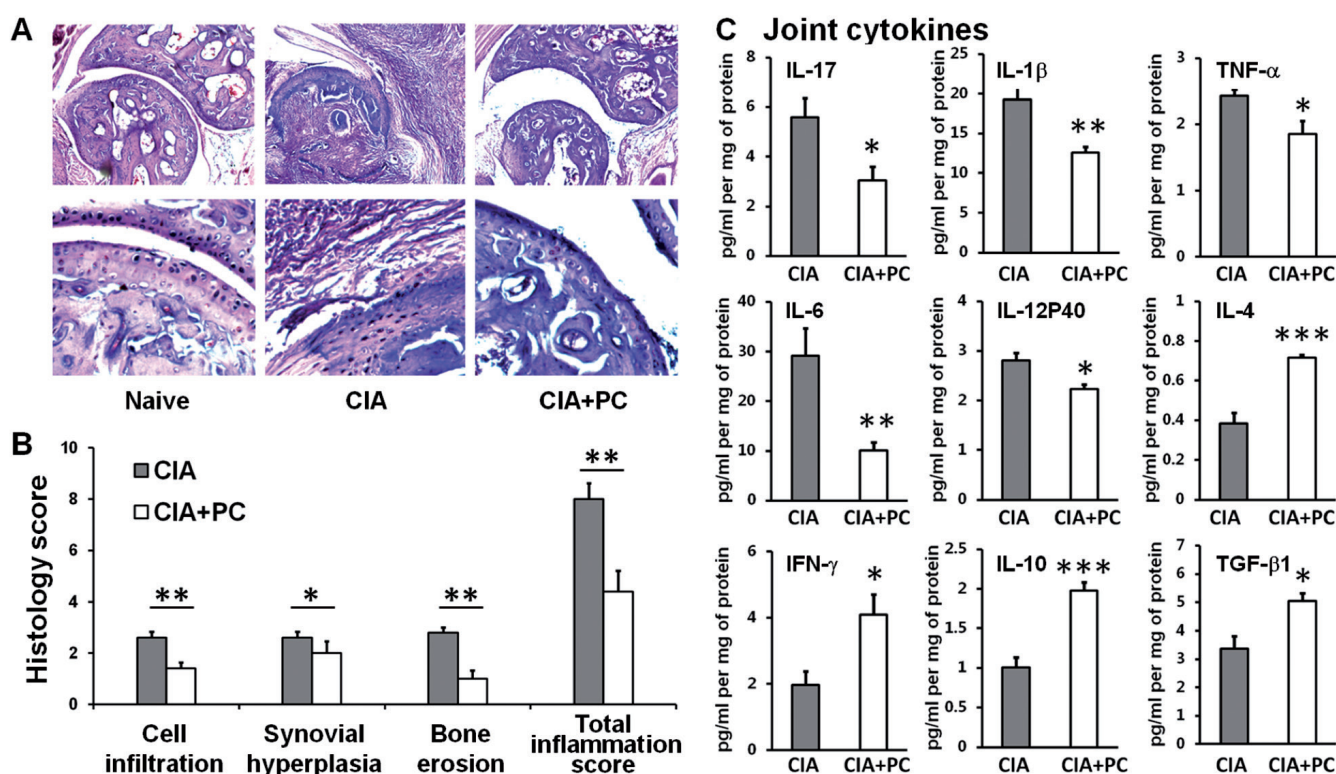 A
Naive
CIA
CIA+PC
B
Histology score
10
8
6
4
2
0
CIA
CIA+PC
**
*
**
**
Cell
infiltration
Synovial
hyperplasia
Bone
erosion
Total
inflammation
score
C Joint cytokines
pg/ml per mg of protein
8
6
4
2
0
IL-17
*
CIA
CIA+PC
pg/ml per mg of protein
25
20
15
10
5
0
IL-1β
**
CIA
CIA+PC
pg/ml per mg of protein
3
2
1
0
TNF-α
*
CIA
CIA+PC
pg/ml per mg of protein
40
30
20
10
0
IL-6
**
CIA
CIA+PC
pg/ml per mg of protein
4
3
2
1
0
IL-12P40
*
CIA
CIA+PC
pg/ml per mg of protein
1
0.8
0.6
0.4
0.2
0
IL-4
***
CIA
CIA+PC
pg/ml per mg of protein
6
4
2
0
IFN-γ
*
CIA
CIA+PC
pg/ml per mg of protein
2.5
2
1.5
1
0.5
0
IL-10
***
CIA
CIA+PC
pg/ml per mg of protein
7
6
5
4
3
2
1
0
TGF-β1
*
CIA
CIA+PC